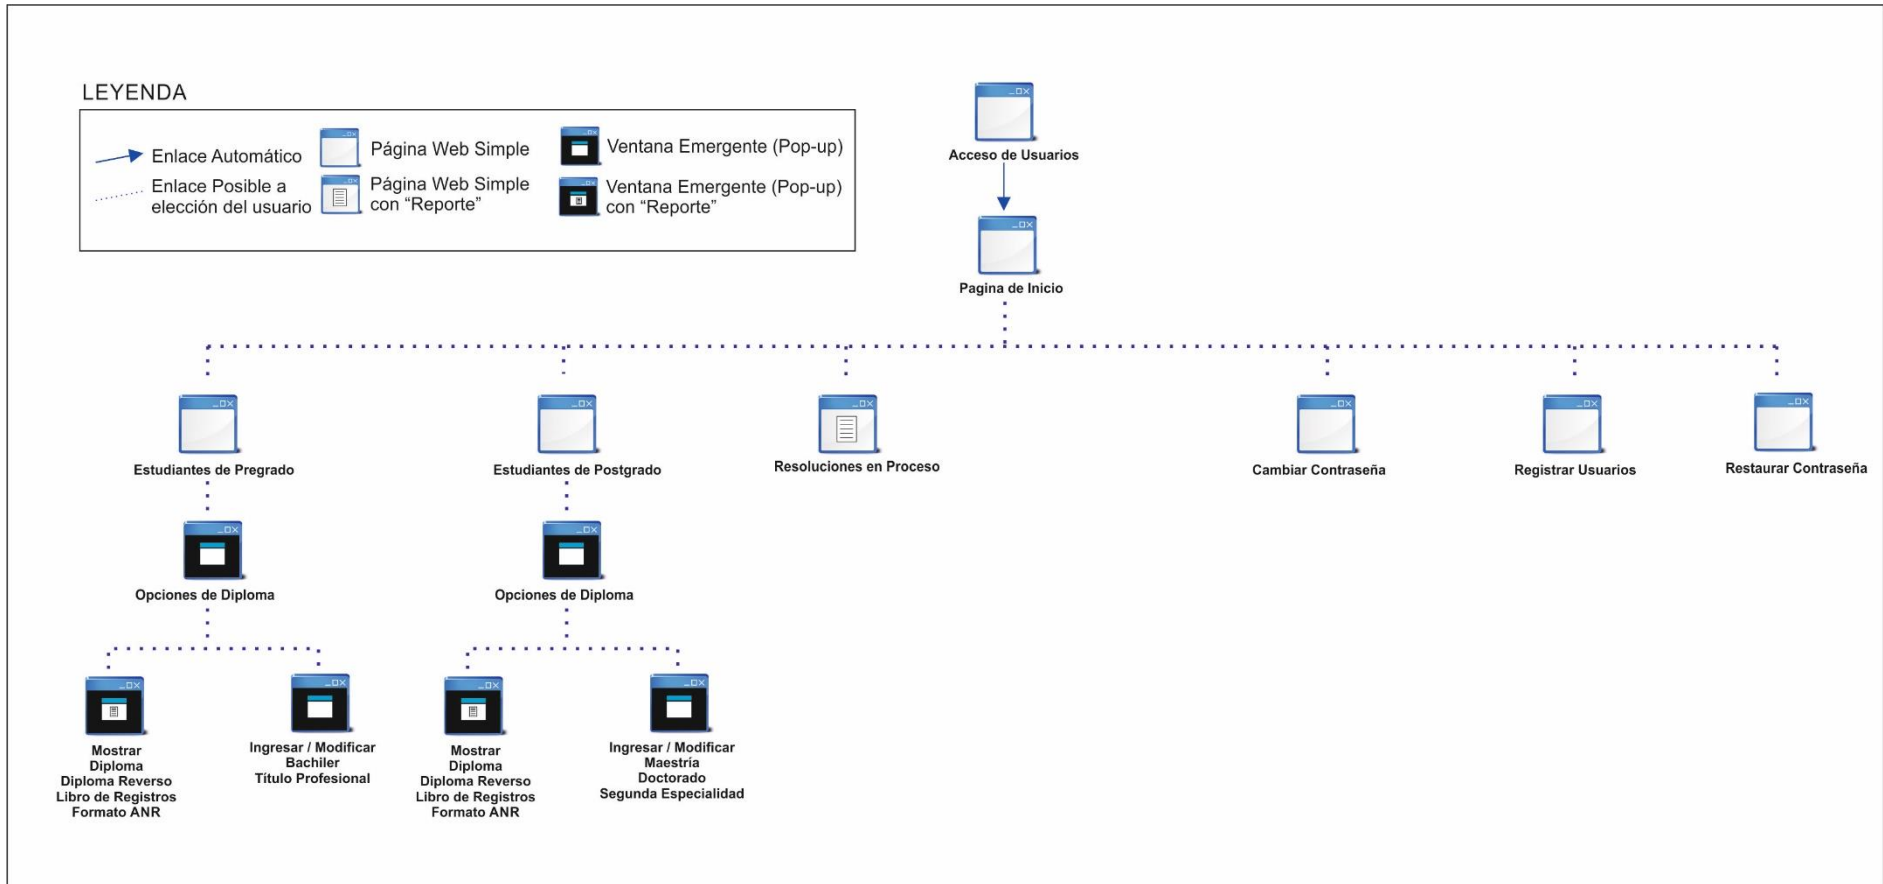 LEYENDA
Enlace Automático
Enlace Posible a
elección del usuario
Página Web Simple
Página Web Simple
con “Reporte”
Ventana Emergente (Pop-up)
Ventana Emergente (Pop-up)
con “Reporte”
Acceso de Usuarios
Pagina de Inicio
Estudiantes de Pregrado
Estudiantes de Postgrado
Resoluciones en Proceso
Cambiar Contraseña
Registrar Usuarios
Restaurar Contraseña
Opciones de Diploma
Opciones de Diploma
Mostrar
Diploma
Diploma Reverso
Libro de Registros
Formato ANR
Ingresar / Modificar
Bachiler
Título Profesional
Mostrar
Diploma
Diploma Reverso
Libro de Registros
Formato ANR
Ingresar / Modificar
Maestría
Doctorado
Segunda Especialidad